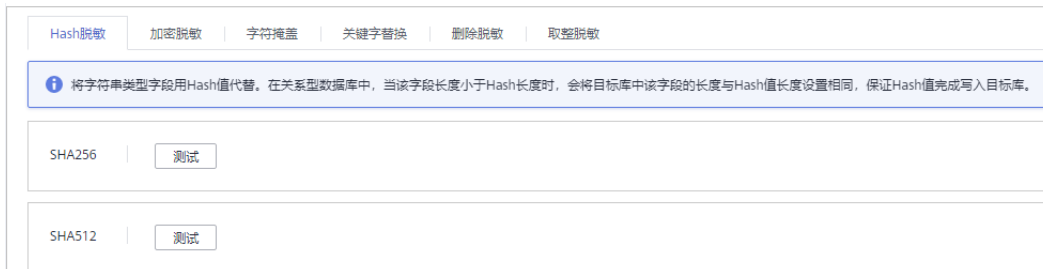 Hash脱敏 加密脱敏 字符掩盖 关键字替换 删除脱敏 取整脱敏
将字符串类型字段用Hash值代替。在关系型数据库中，当该字段长度小于Hash长度时，会将目标库中该字段的长度与Hash值长度设置相同，保证Hash值完成写入目标库。
SHA256 测试
SHA512 测试